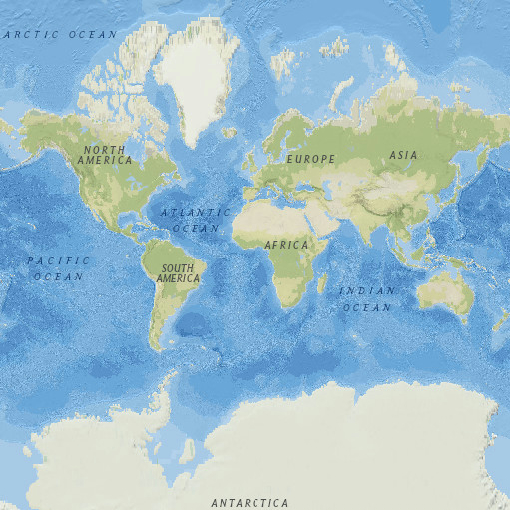 ARCTIC OCEAN
NORTH
AMERICA
EUROPE
ASIA
ATLANTIC
OCEAN
AFRICA
PACIFIC
OCEAN
SOUTH
AMERICA
INDIAN
OCEAN
ANTARCTICA